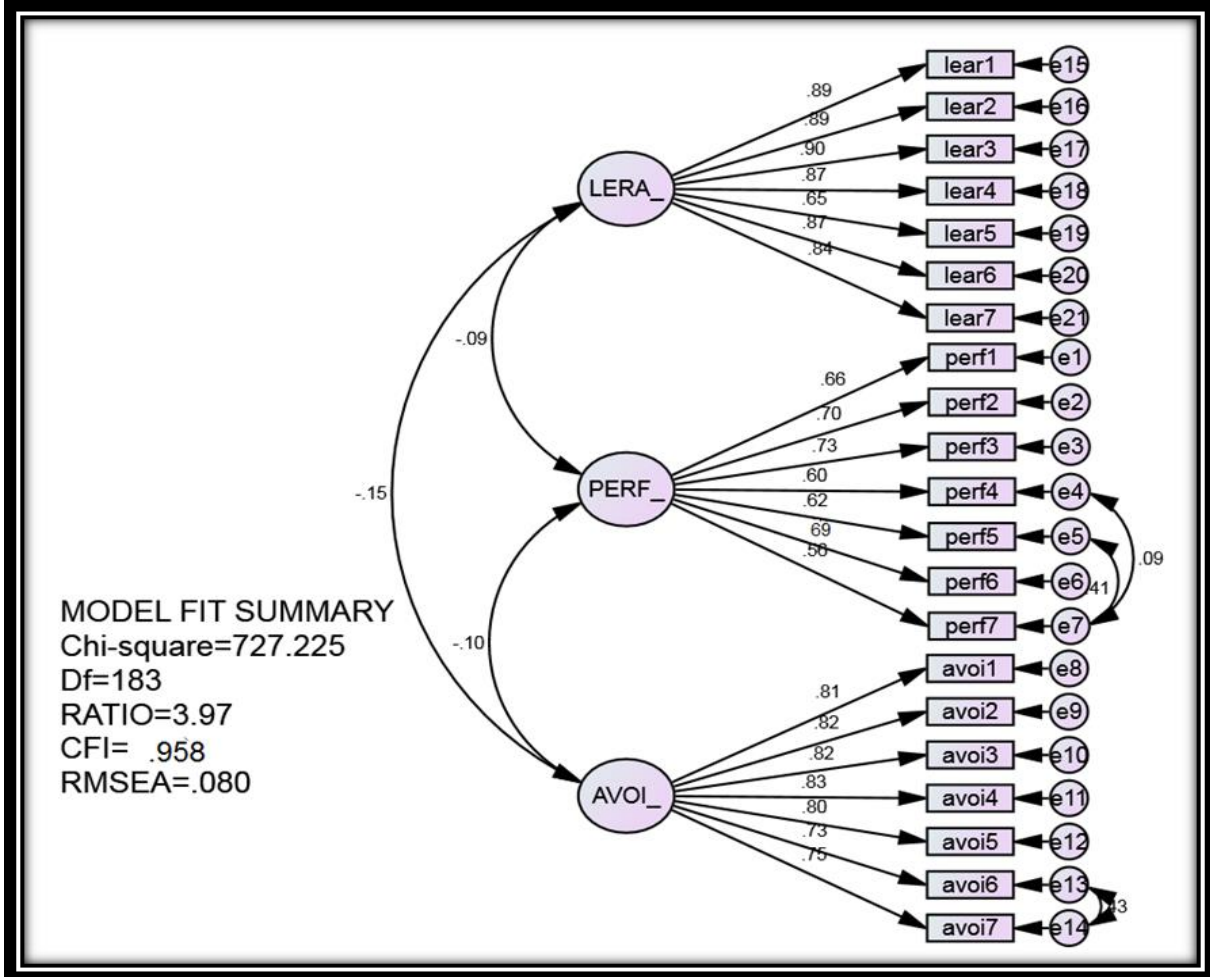 lear1 e15
.89
lear2 e16
.89
lear3 e17
.90
.87
LERA_ lear4 e18
.65
.87
lear5 e19
.84
lear6 e20
lear7 e21
-.09
perf1 e1
.66
perf2 e2
.70
.73
perf3 e3
.60
PERF_ perf4 e4
-.15
.62
69
perf5 e5
.09
perf6 e6
.41
perf7 e7
MODEL FIT SUMMARY
Chi-square=727.225
Df=183
RATIO=3.97
CFI= .958
RMSEA=.080
-.10
avoi1 e8
.81
avoi2 e9
.82
.82
avoi3 e10
.83
AVOI_ avoi4 e11
.80
.73
avoi5 e12
.75
avoi6 e13
avoi7 e14